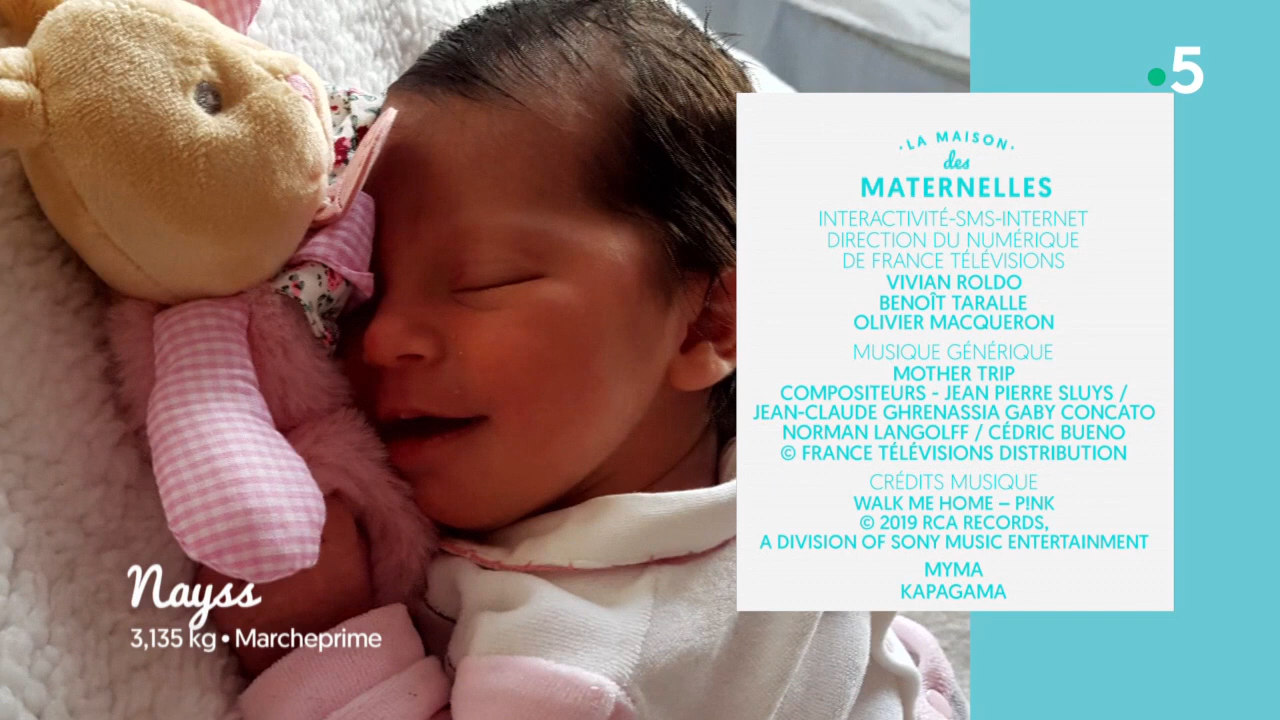 5
·LA MAISON·
des
MATERNELLES
INTERACTIVITÉ-SMS-INTERNET
DIRECTION DU NUMÉRIQUE
DE FRANCE TÉLÉVISIONS
VIVIAN ROLDO
BENOÎT TARALLE
OLIVIER MACQUERON
MUSIQUE GÉNÉRIQUE
MOTHER TRIP
COMPOSITEURS - JEAN PIERRE SLUYS /
JEAN-CLAUDE GHRENASSIA GABY CONCATO
NORMAN LANGOLFF / CÉDRIC BUENO
© FRANCE TÉLÉVISIONS DISTRIBUTION
CRÉDITS MUSIQUE
WALK ME HOME – P!NK
© 2019 RCA RECORDS,
A DIVISION OF SONY MUSIC ENTERTAINMENT
MYMA
KAPAGAMA
Nayss
3,135 kg • Marcheprime